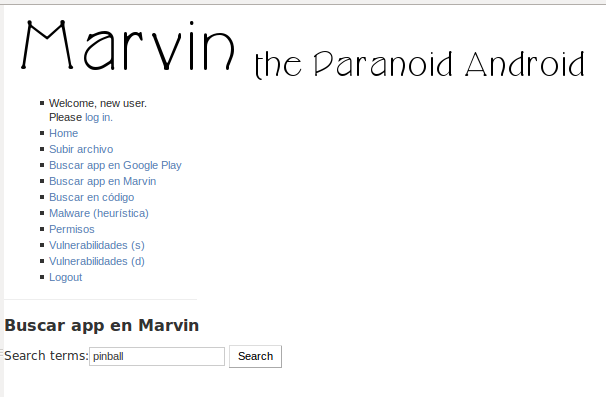 Marvin the Paranoid Android
Welcome, new user.
Please log in.
Home
Subir archivo
Buscar app en Google Play
Buscar app en Marvin
Buscar en código
Malware (heurística)
Permisos
Vulnerabilidades (s)
Vulnerabilidades (d)
Logout
Buscar app en Marvin
Search terms: pinball Search